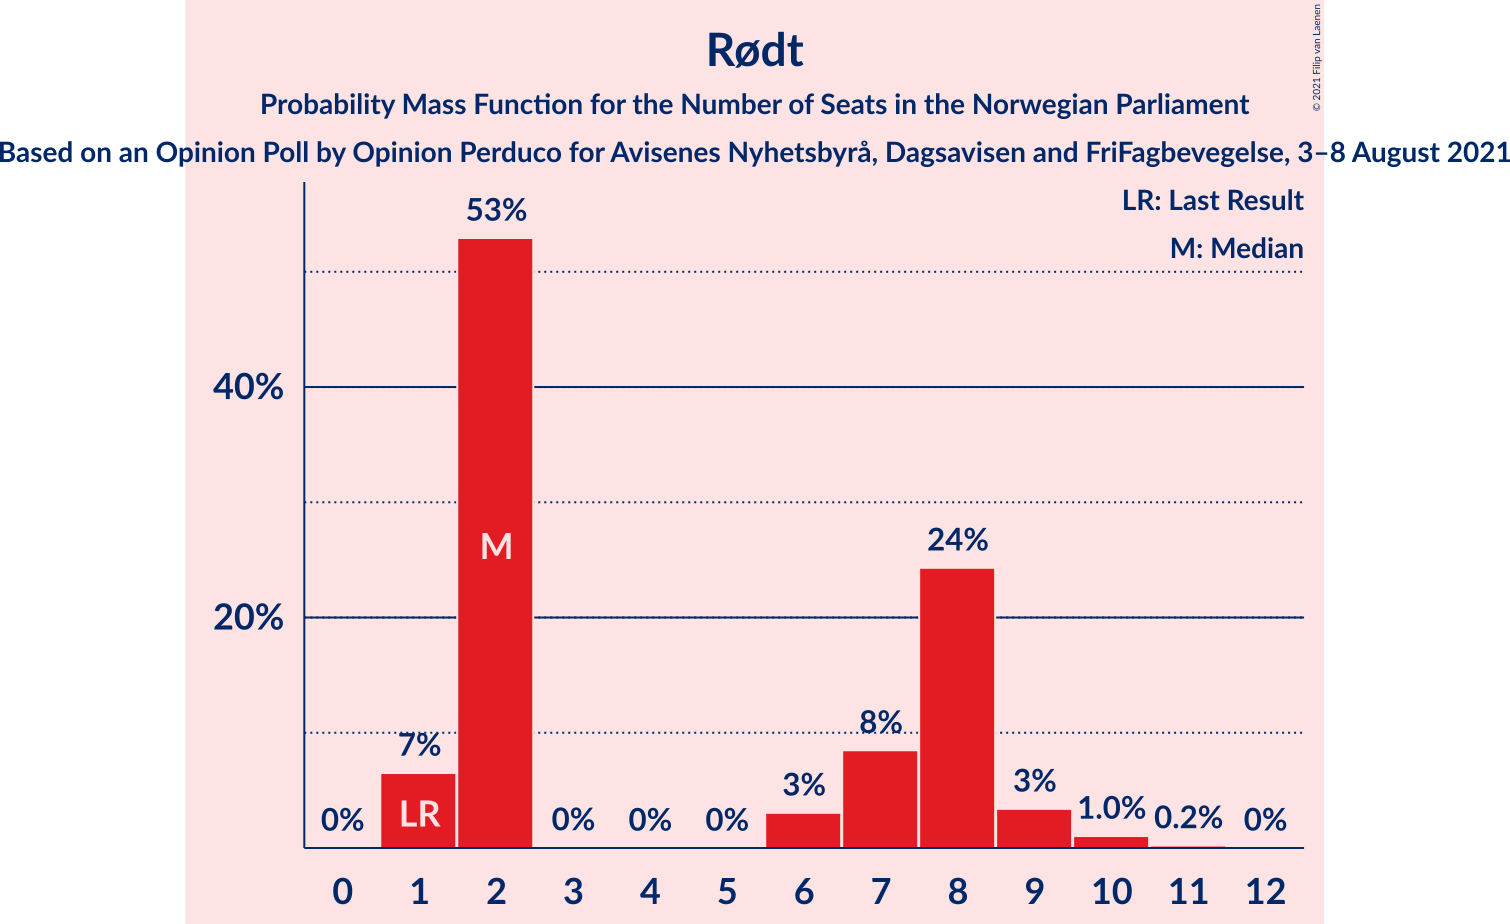 Rødt
© 2021 Filip van Laenen
Probability Mass Function for the Number of Seats in the Norwegian Parliament
Based on an Opinion Poll by Opinion Perduco for Avisenes Nyhetsbyrå, Dagsavisen and FriFagbevegelse, 3–8 August 2021
LR: Last Result
M: Median
53%
40%
M
24%
20%
8%
7%
3%
3%
LR
1.0%
0.2%
0%
0%
0%
0%
0%
0 1 2 3 4 5 6 7 8 9 10 11 12